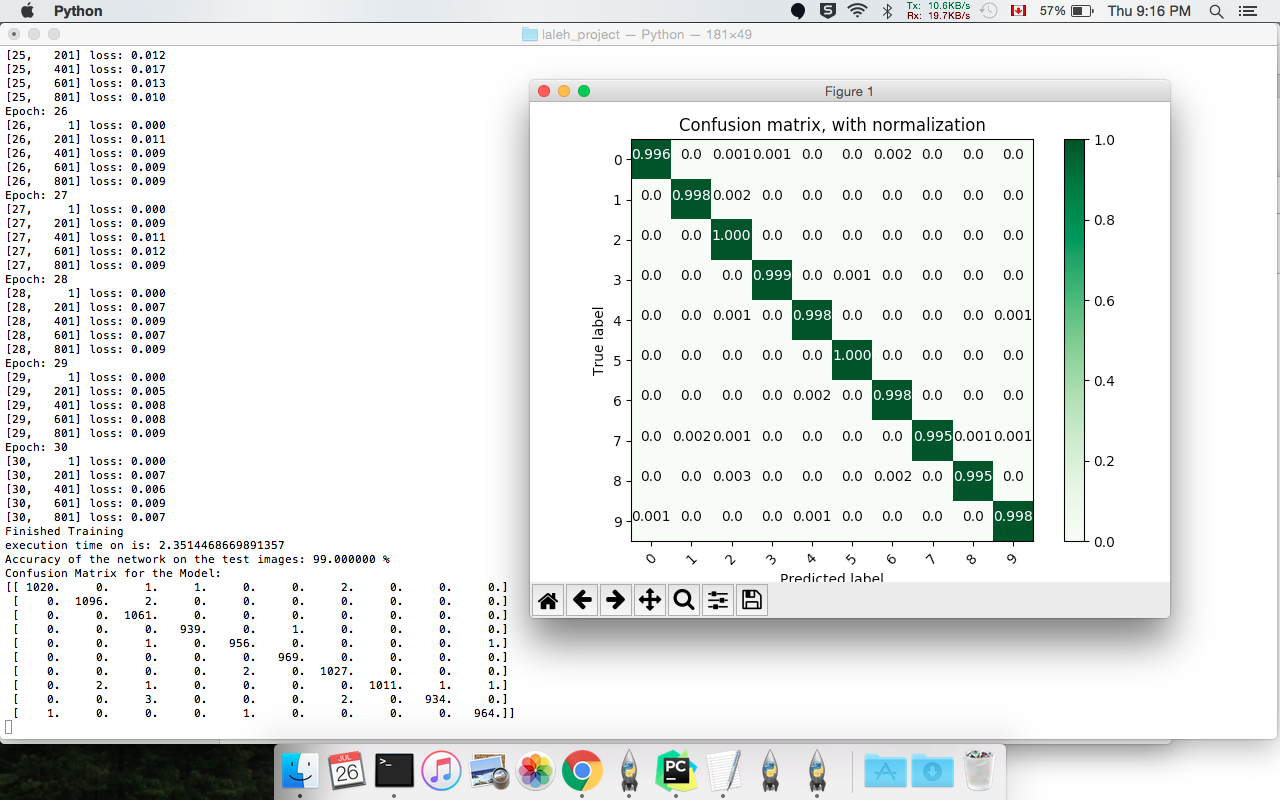 Python
Tx: 10.6KB/s
Rx: 19.7KB/s
57%
Thu 9:16 PM
laleh_project — Python — 181×49
[25,   201] loss: 0.012
[25,   401] loss: 0.017
[25,   601] loss: 0.013
[25,   801] loss: 0.010
Epoch: 26
[26,     1] loss: 0.000
[26,   201] loss: 0.011
[26,   401] loss: 0.009
[26,   601] loss: 0.009
[26,   801] loss: 0.009
Epoch: 27
[27,     1] loss: 0.000
[27,   201] loss: 0.009
[27,   401] loss: 0.011
[27,   601] loss: 0.012
[27,   801] loss: 0.009
Epoch: 28
[28,     1] loss: 0.000
[28,   201] loss: 0.007
[28,   401] loss: 0.009
[28,   601] loss: 0.007
[28,   801] loss: 0.009
Epoch: 29
[29,     1] loss: 0.000
[29,   201] loss: 0.005
[29,   401] loss: 0.008
[29,   601] loss: 0.008
[29,   801] loss: 0.009
Epoch: 30
[30,     1] loss: 0.000
[30,   201] loss: 0.007
[30,   401] loss: 0.006
[30,   601] loss: 0.009
[30,   801] loss: 0.007
Finished Training
execution time on is: 2.3514468669891357
Accuracy of the network on the test images: 99.000000 %
Confusion Matrix for the Model:
[[ 1020. 0. 1. 1. 0. 0. 2. 0. 0. 0.]
[ 0. 1096. 2. 0. 0. 0. 0. 0. 0. 0.]
[ 0. 0. 1061. 0. 0. 0. 0. 0. 0. 0.]
[ 0. 0. 0. 939. 0. 1. 0. 0. 0. 0.]
[ 0. 0. 1. 0. 956. 0. 0. 0. 0. 1.]
[ 0. 0. 0. 0. 0. 969. 0. 0. 0. 0.]
[ 0. 0. 0. 0. 2. 0. 1027. 0. 0. 0.]
[ 0. 2. 1. 0. 0. 0. 0. 1011. 1. 1.]
[ 0. 0. 3. 0. 0. 0. 2. 0. 934. 0.]
[ 1. 0. 0. 0. 1. 0. 0. 0. 0. 964.]]
Figure 1
Confusion matrix, with normalization
True label
0 0.996 0.0 0.001 0.001 0.0 0.0 0.002 0.0 0.0 0.0
1 0.0 0.998 0.002 0.0 0.0 0.0 0.0 0.0 0.0 0.0
2 0.0 0.0 1.000 0.0 0.0 0.0 0.0 0.0 0.0 0.0
3 0.0 0.0 0.0 0.999 0.0 0.001 0.0 0.0 0.0 0.0
4 0.0 0.0 0.001 0.0 0.998 0.0 0.0 0.0 0.0 0.001
5 0.0 0.0 0.0 0.0 0.0 1.000 0.0 0.0 0.0 0.0
6 0.0 0.0 0.0 0.0 0.002 0.0 0.998 0.0 0.0 0.0
7 0.0 0.002 0.001 0.0 0.0 0.0 0.0 0.995 0.001 0.001
8 0.0 0.0 0.003 0.0 0.0 0.0 0.002 0.0 0.995 0.0
9 0.001 0.0 0.0 0.0 0.001 0.0 0.0 0.0 0.0 0.998
0 1 2 3 4 5 6 7 8 9
Predicted label
1.0
0.8
0.6
0.4
0.2
0.0
JUL
26
>_
PC